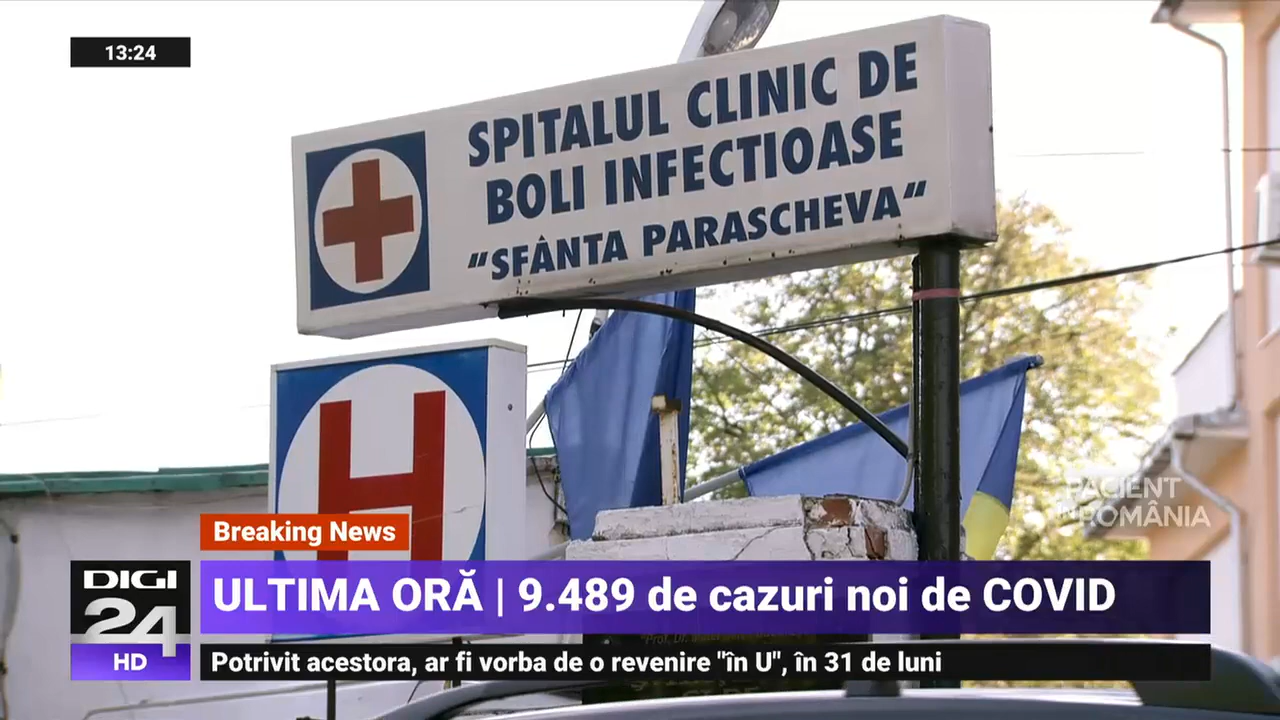 13:24
SPITALUL CLINIC DE
BOLI INFECTIOASE
"SFÂNTA PARASCHEVA"
H
PACIENT
ÎN ROMÂNIA
Breaking News
DIGI
24
HD
ULTIMA ORĂ | 9.489 de cazuri noi de COVID
Potrivit acestora, ar fi vorba de o revenire "în U", în 31 de luni